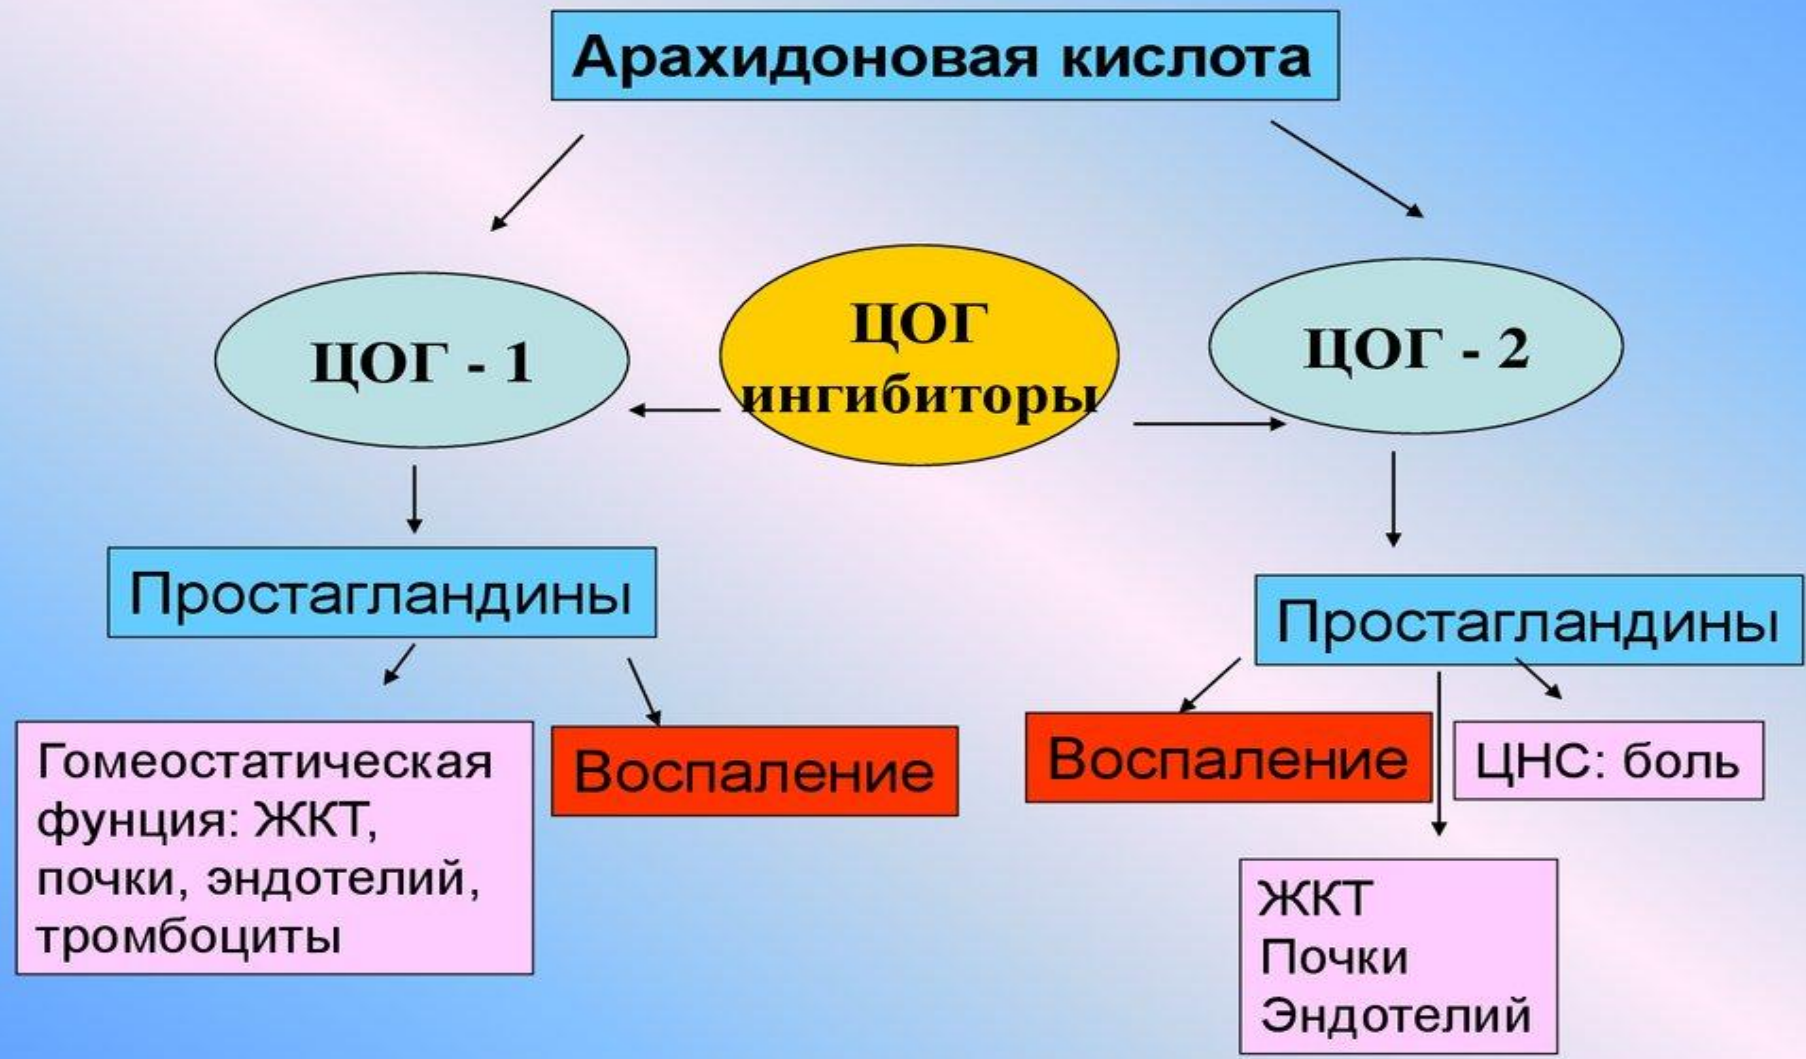 Арахидоновая кислота
ЦОГ - 1
ЦОГ
ингибиторы
ЦОГ - 2
Простагландины
Простагландины
Гомеостатическая
фунция: ЖКТ,
почки, эндотелий,
тромбоциты
Воспаление
Воспаление
ЦНС: боль
ЖКТ
Почки
Эндотелий